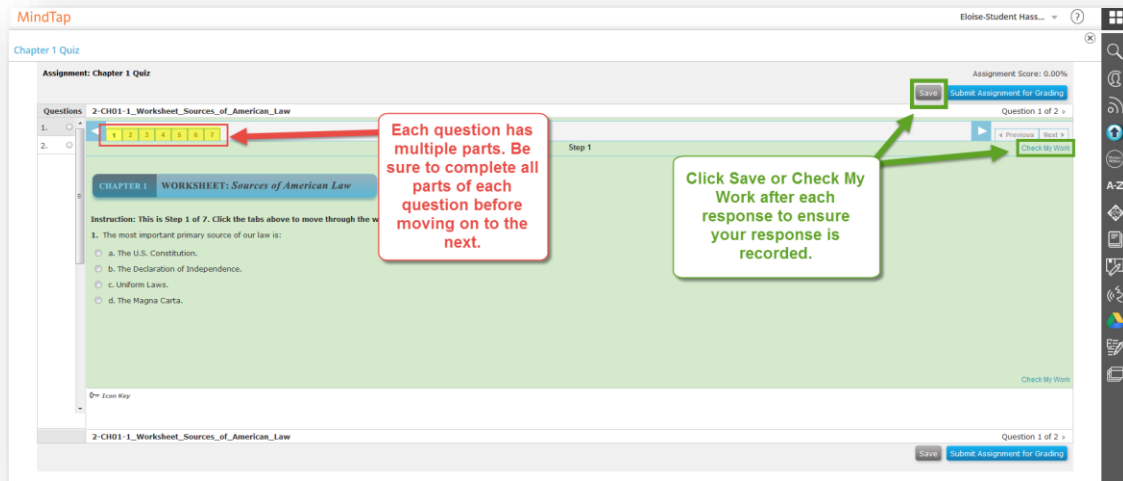 MindTap
Eloise-Student Hass...
?
Chapter 1 Quiz
Assignment: Chapter 1 Quiz
Assignment Score: 0.00%
Save Submit Assignment for Grading
Questions 2-CH01-1_Worksheet_Sources_of_American_Law Question 1 of 2 >
1.
1 2 3 4 5 6 7
Previous Next
2.
Step 1
Check My Work
Each question has
multiple parts. Be
sure to complete all
parts of each
question before
moving on to the
next.
Click Save or Check My
Work after each
response to ensure
your response is
recorded.
CHAPTER 1 WORKSHEET: Sources of American Law
Instruction: This is Step 1 of 7. Click the tabs above to move through the w
1. The most important primary source of our law is:
a. The U.S. Constitution.
b. The Declaration of Independence.
c. Uniform Laws.
d. The Magna Carta.
Check My Work
Icon Key
2-CH01-1_Worksheet_Sources_of_American_Law Question 1 of 2 >
Save Submit Assignment for Grading
A-Z